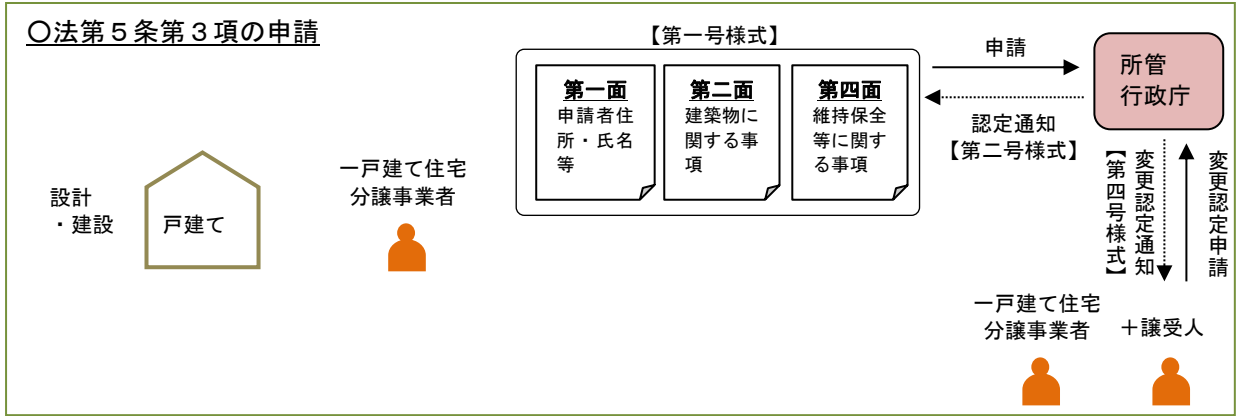 〇法第５条第３項の申請
設計
・建設
戸建て
一戸建て住宅
分譲事業者
【第一号様式】
第一面
申請者住
所・氏名
等
第二面
建築物に
関する事
項
第四面
維持保全
等に関す
る事項
申請
認定通知
【第二号様式】
所管
行政庁
変更認定申請
変更認定通知
【第四号様式】
一戸建て住宅
分譲事業者
＋譲受人